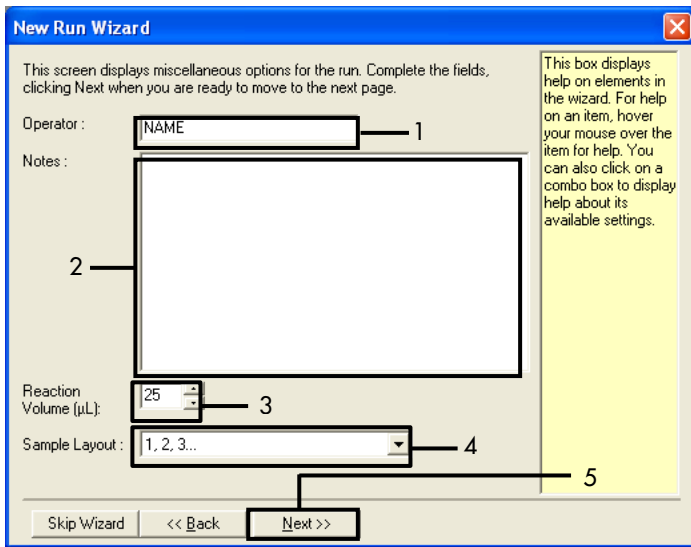 New Run Wizard
This screen displays miscellaneous options for the run. Complete the fields,
clicking Next when you are ready to move to the next page.
Operator :
NAME
1
Notes :
2
Reaction
Volume (µL):
25
3
Sample Layout :
1, 2, 3...
4
5
Skip Wizard
<< Back
Next >>
This box displays
help on elements in
the wizard. For help
on an item, hover
your mouse over the
item for help. You
can also click on a
combo box to display
help about its
available settings.